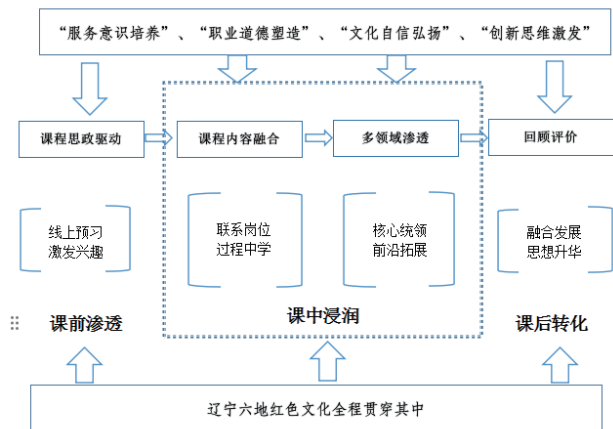 “服务意识培养”、“职业道德塑造”、“文化自信弘扬”、“创新思维激发”
课程思政驱动
课程内容融合
多领域渗透
回顾评价
线上预习
激发兴趣
联系岗位
过程中学
核心统领
前沿拓展
融合发展
思想升华
课前渗透
课中浸润
课后转化
辽宁六地红色文化全程贯穿其中